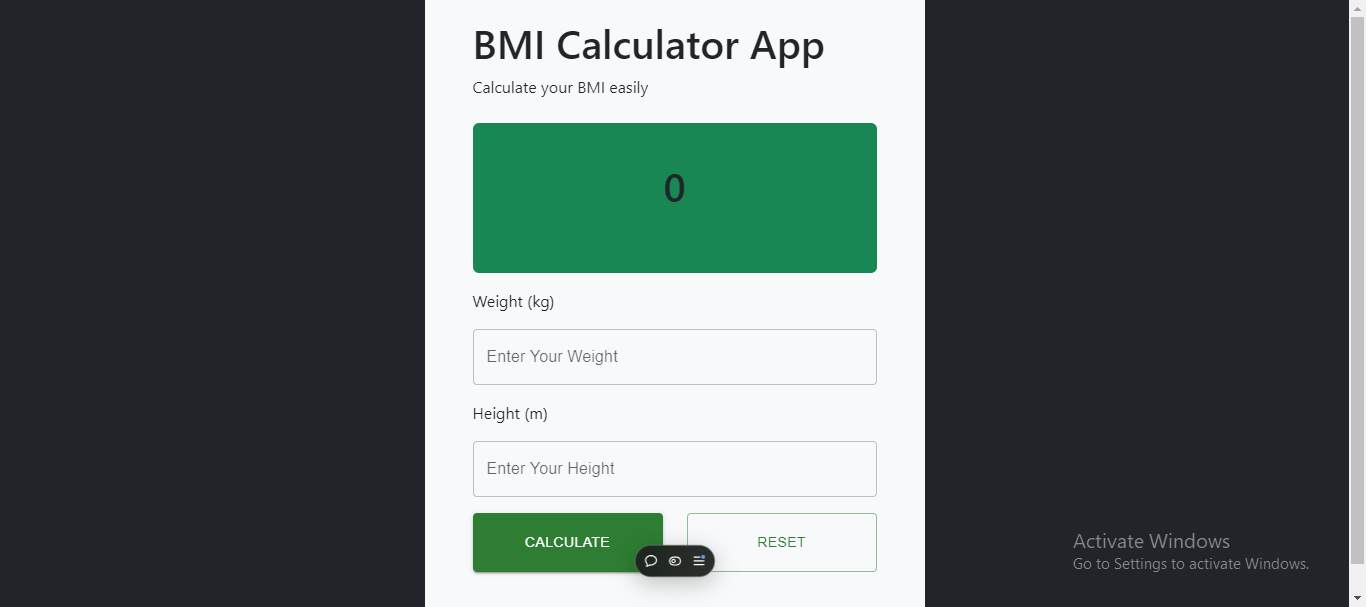 BMI Calculator App
Calculate your BMI easily
0
Weight (kg)
Enter Your Weight
Height (m)
Enter Your Height
CALCULATE
RESET
Activate Windows
Go to Settings to activate Windows.